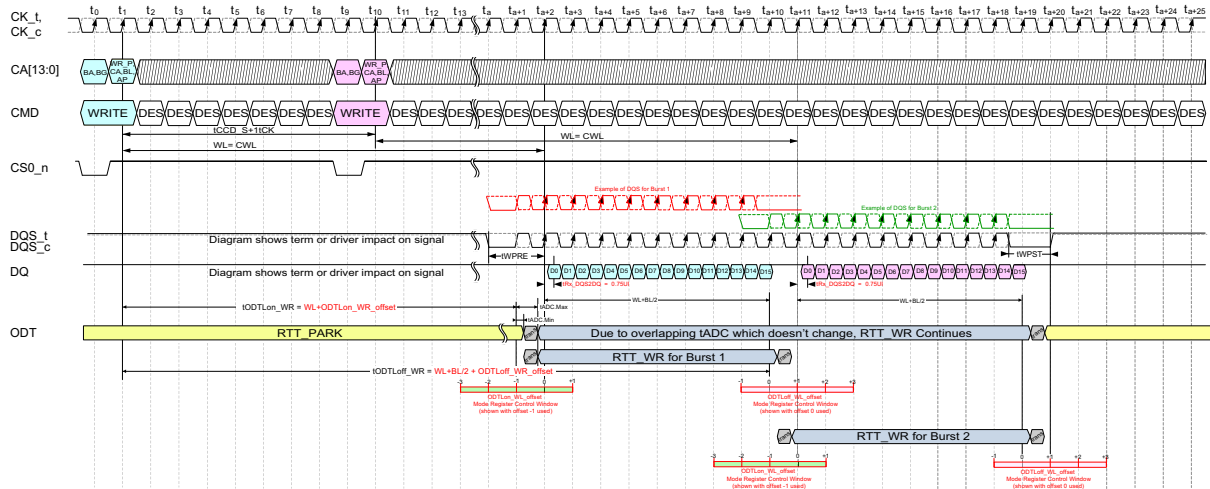 CK_t,
CK_c
t0 t1 t2 t3 t4 t5 t6 t7 t8 t9 t10 t11 t12 t13 ta ta+1 ta+2 ta+3 ta+4 ta+5 ta+6 ta+7 ta+8 ta+9 ta+10 ta+11 ta+12 ta+13 ta+14 ta+15 ta+16 ta+17 ta+18 ta+19 ta+20 ta+21 ta+22 ta+23 ta+24 ta+25
CA[13:0]
BA,BG
WR_P
CA,BL,
AP
BA,BG
WR_P
CA,BL,
AP
CMD
WRITE DES DES DES DES DES DES DES WRITE DES DES DES DES DES DES DES DES DES DES DES DES DES DES DES DES DES DES DES DES DES DES DES DES DES DES DES DES DES
tCCD_S+1tCK
WL= CWL
WL= CWL
CS0_n
Example of DQS for Burst 1
Example of DQS for Burst 2
DQS_t
DQS_c
Diagram shows term or driver impact on signal
tWPRE
tWPST
DQ
Diagram shows term or driver impact on signal
D0 D1 D2 D3 D4 D5 D6 D7 D8 D9 D10 D11 D12 D13 D14 D15
D0 D1 D2 D3 D4 D5 D6 D7 D8 D9 D10 D11 D12 D13 D14 D15
tRx_DQS2DQ = 0.75UI
tRx_DQS2DQ = 0.75UI
WL+BL/2
WL+BL/2
tODTLon_WR = WL+ODTLon_WR_offset
tADC.Max
tADC.Min
ODT
RTT_PARK
Due to overlapping tADC which doesn't change, RTT_WR Continues
RTT_WR for Burst 1
tODTLoff_WR = WL+BL/2 + ODTLoff_WR_offset
-3 -2 -1 0 +1
ODTLon_WL_offset
Mode Register Control Window
(shown with offset -1 used)
-1 0 +1 +2 +3
ODTLoff_WL_offset
Mode Register Control Window
(shown with offset 0 used)
RTT_WR for Burst 2
-3 -2 -1 0 +1
ODTLon_WL_offset
Mode Register Control Window
(shown with offset -1 used)
-1 0 +1 +2 +3
ODTLoff_WL_offset
Mode Register Control Window
(shown with offset 0 used)